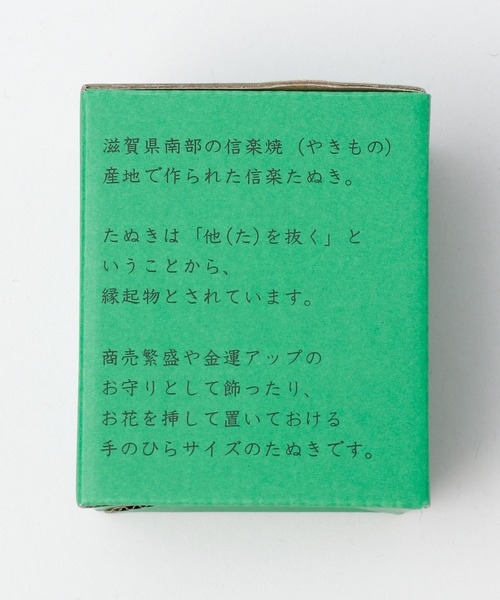 滋賀県南部の信楽焼（やきもの）
産地で作られた信楽たぬき。
たぬきは「他（た）を抜く」と
いうことから、
縁起物とされています。
商売繁盛や金運アップの
お守りとして飾ったり、
お花を挿して置いておける
手のひらサイズのたぬきです。